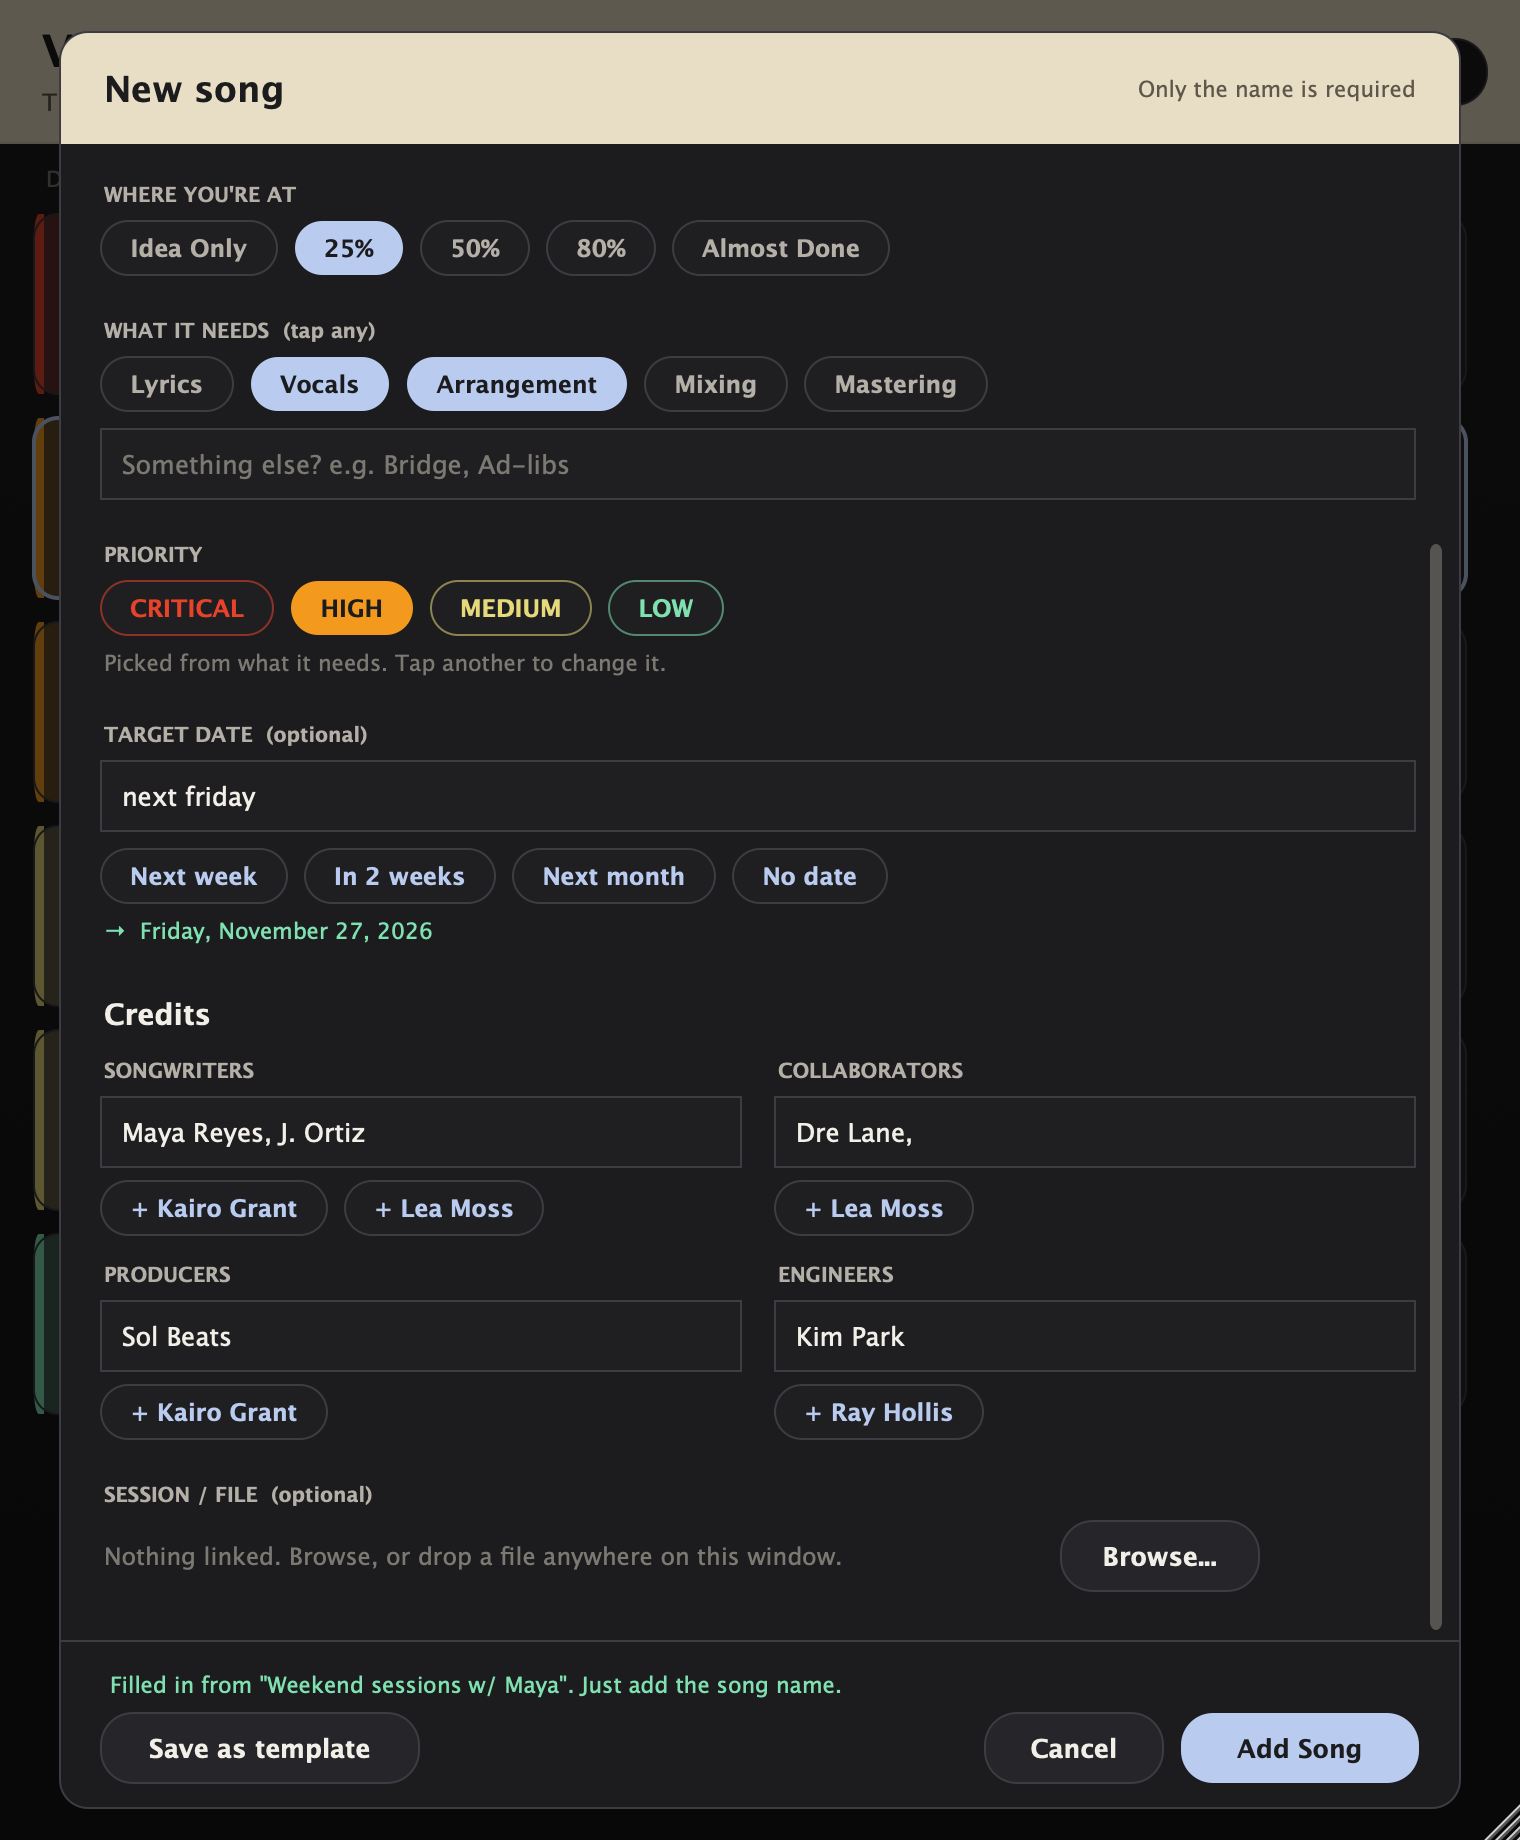 New song
Only the name is required
WHERE YOU'RE AT
Idea Only 25% 50% 80% Almost Done
WHAT IT NEEDS (tap any)
Lyrics Vocals Arrangement Mixing Mastering
Something else? e.g. Bridge, Ad-libs
PRIORITY
CRITICAL HIGH MEDIUM LOW
Picked from what it needs. Tap another to change it.
TARGET DATE (optional)
next friday
Next week In 2 weeks Next month No date
→ Friday, November 27, 2026
Credits
SONGWRITERS
Maya Reyes, J. Ortiz
+ Kairo Grant + Lea Moss
COLLABORATORS
Dre Lane,
+ Lea Moss
PRODUCERS
Sol Beats
+ Kairo Grant
ENGINEERS
Kim Park
+ Ray Hollis
SESSION / FILE (optional)
Nothing linked. Browse, or drop a file anywhere on this window.
Browse...
Filled in from "Weekend sessions w/ Maya". Just add the song name.
Save as template Cancel Add Song